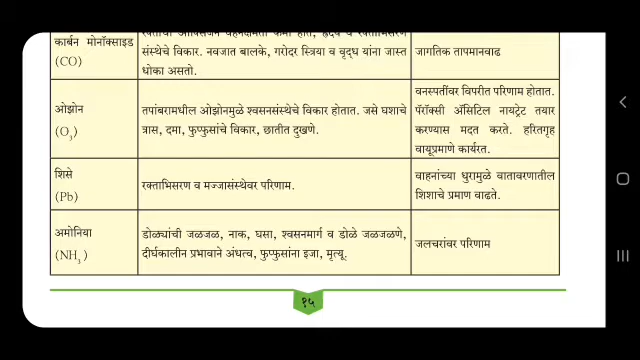 कार्बन मोनॉक्साइड
(CO)
संस्थेचे विकार. नवजात बालके, गरोदर स्त्रिया व वृद्ध यांना जास्त
धोका असतो.
जागतिक तापमानवाढ
ओझोन
(O₃)
तपांबरामधील ओझोनमुळे श्वसनसंस्थेचे विकार होतात. जसे घशाचे
त्रास, दमा, फुप्फुसांचे विकार, छातीत दुखणे.
वनस्पतींवर विपरीत परिणाम होतात.
पॅरॉक्सी ॲसिटिल नायट्रेट तयार
करण्यास मदत करते. हरितगृह
वायूप्रमाणे कार्यरत.
शिसे
(Pb)
रक्ताभिसरण व मज्जासंस्थेवर परिणाम.
वाहनांच्या धुरामुळे वातावरणातील
शिशाचे प्रमाण वाढते.
अमोनिया
(NH₃)
डोळ्यांची जळजळ, नाक, घसा, श्वसनमार्ग व डोळे जळजळणे,
दीर्घकालीन प्रभावाने अंधत्व, फुप्फुसांना इजा, मृत्यू.
जलचरांवर परिणाम
१५